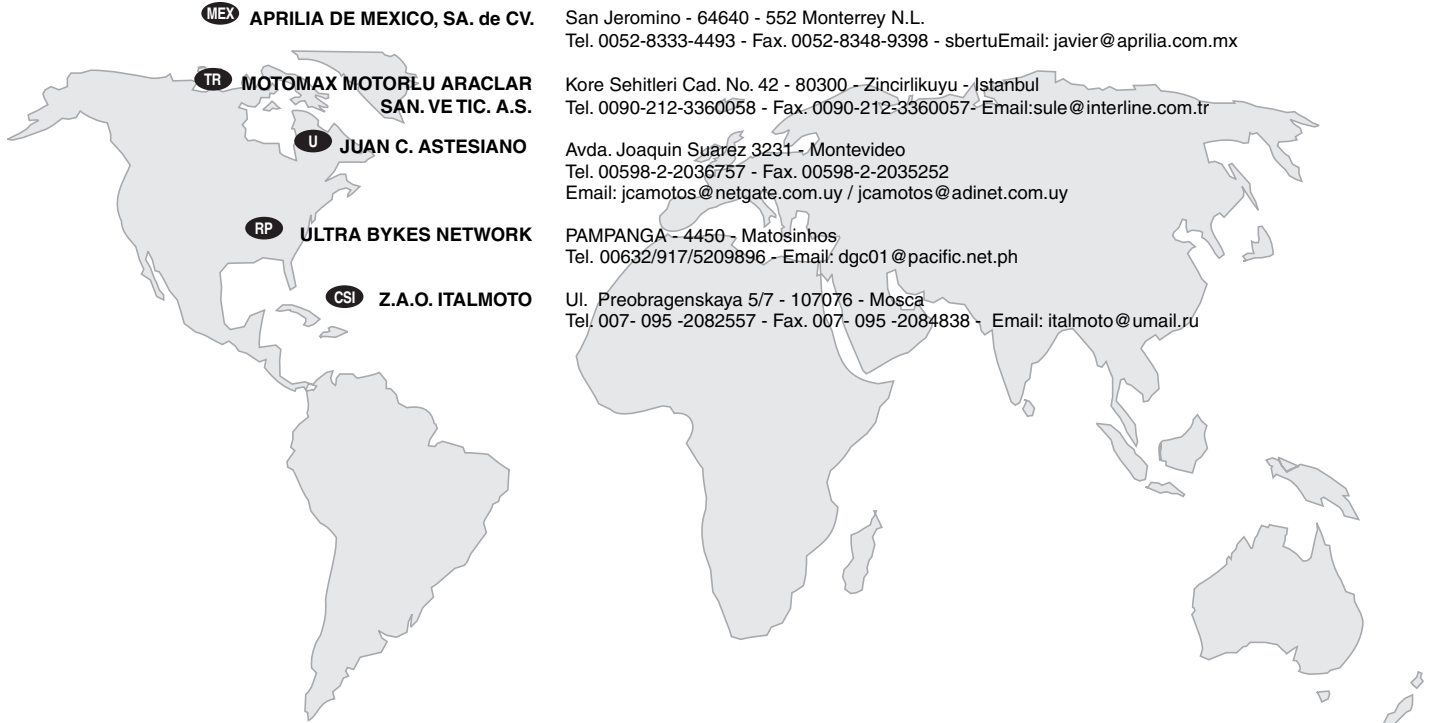 MEX APRILIA DE MEXICO, SA. de CV. San Jeromino - 64640 - 552 Monterrey N.L.
Tel. 0052-8333-4493 - Fax. 0052-8348-9398 - sbertuEmail: javier@aprilia.com.mx
TR MOTOMAX MOTORLU ARACLAR Kore Sehitleri Cad. No. 42 - 80300 - Zincirlikuyu - Istanbul
SAN. VE TIC. A.S. Tel. 0090-212-3360058 - Fax. 0090-212-3360057- Email:sule@interline.com.tr
U JUAN C. ASTESIANO Avda. Joaquin Suarez 3231 - Montevideo
Tel. 00598-2-2036757 - Fax. 00598-2-2035252
Email: jcamotos@netgate.com.uy / jcamotos@adinet.com.uy
RP ULTRA BYKES NETWORK PAMPANGA - 4450 - Matosinhos
Tel. 00632/917/5209896 - Email: dgc01@pacific.net.ph
CSI Z.A.O. ITALMOTO Ul. Preobragenskaya 5/7 - 107076 - Mosca
Tel. 007- 095 -2082557 - Fax. 007- 095 -2084838 - Email: italmoto@umail.ru